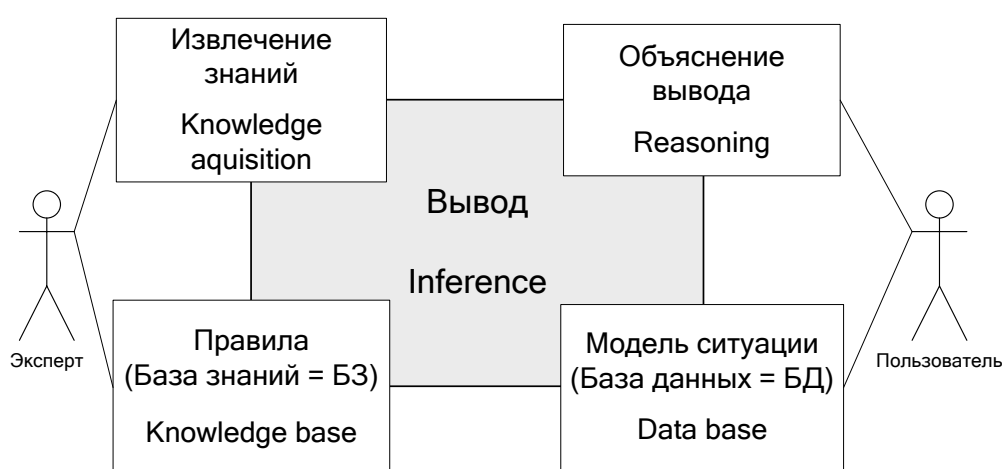 Извлечение
знаний
Knowledge
aquisition
Объяснение
вывода
Reasoning
Вывод
Inference
Эксперт
Правила
(База знаний = БЗ)
Knowledge base
Модель ситуации
(База данных = БД)
Data base
Пользователь